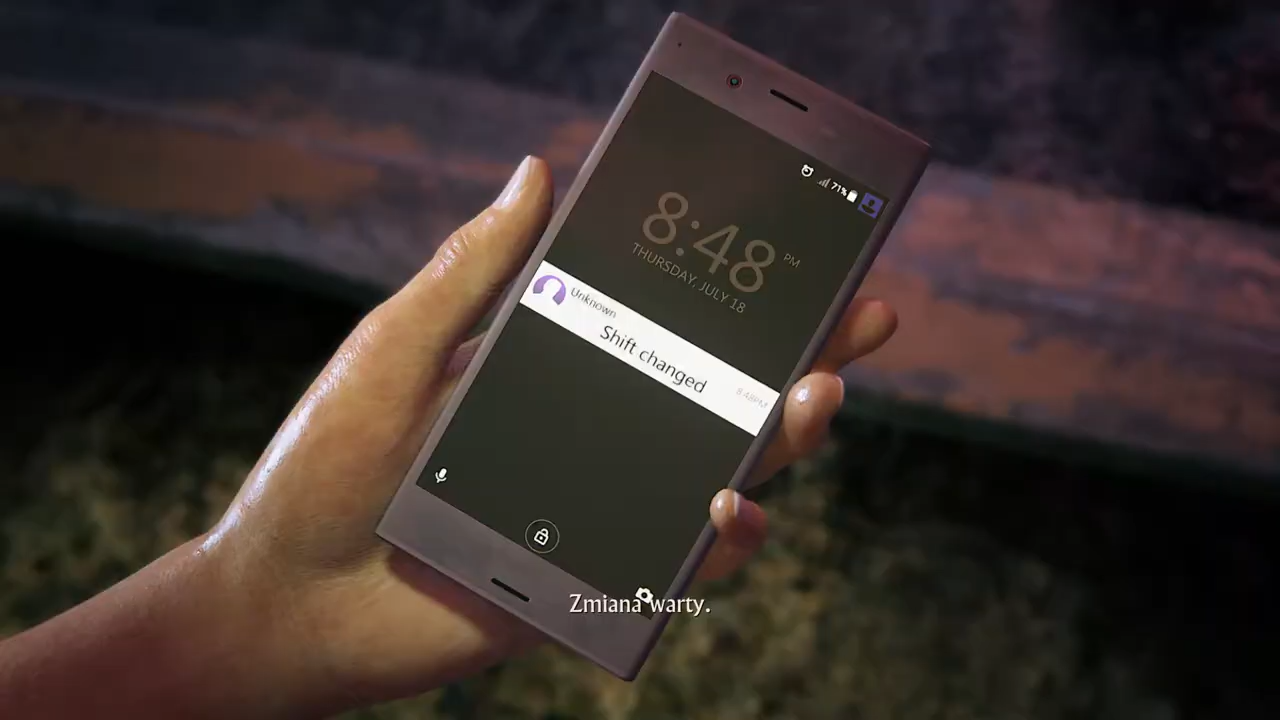 71%
8:48 PM
THURSDAY, JULY 18
Unknown
Shift changed
8:48PM
Zmiana warty.